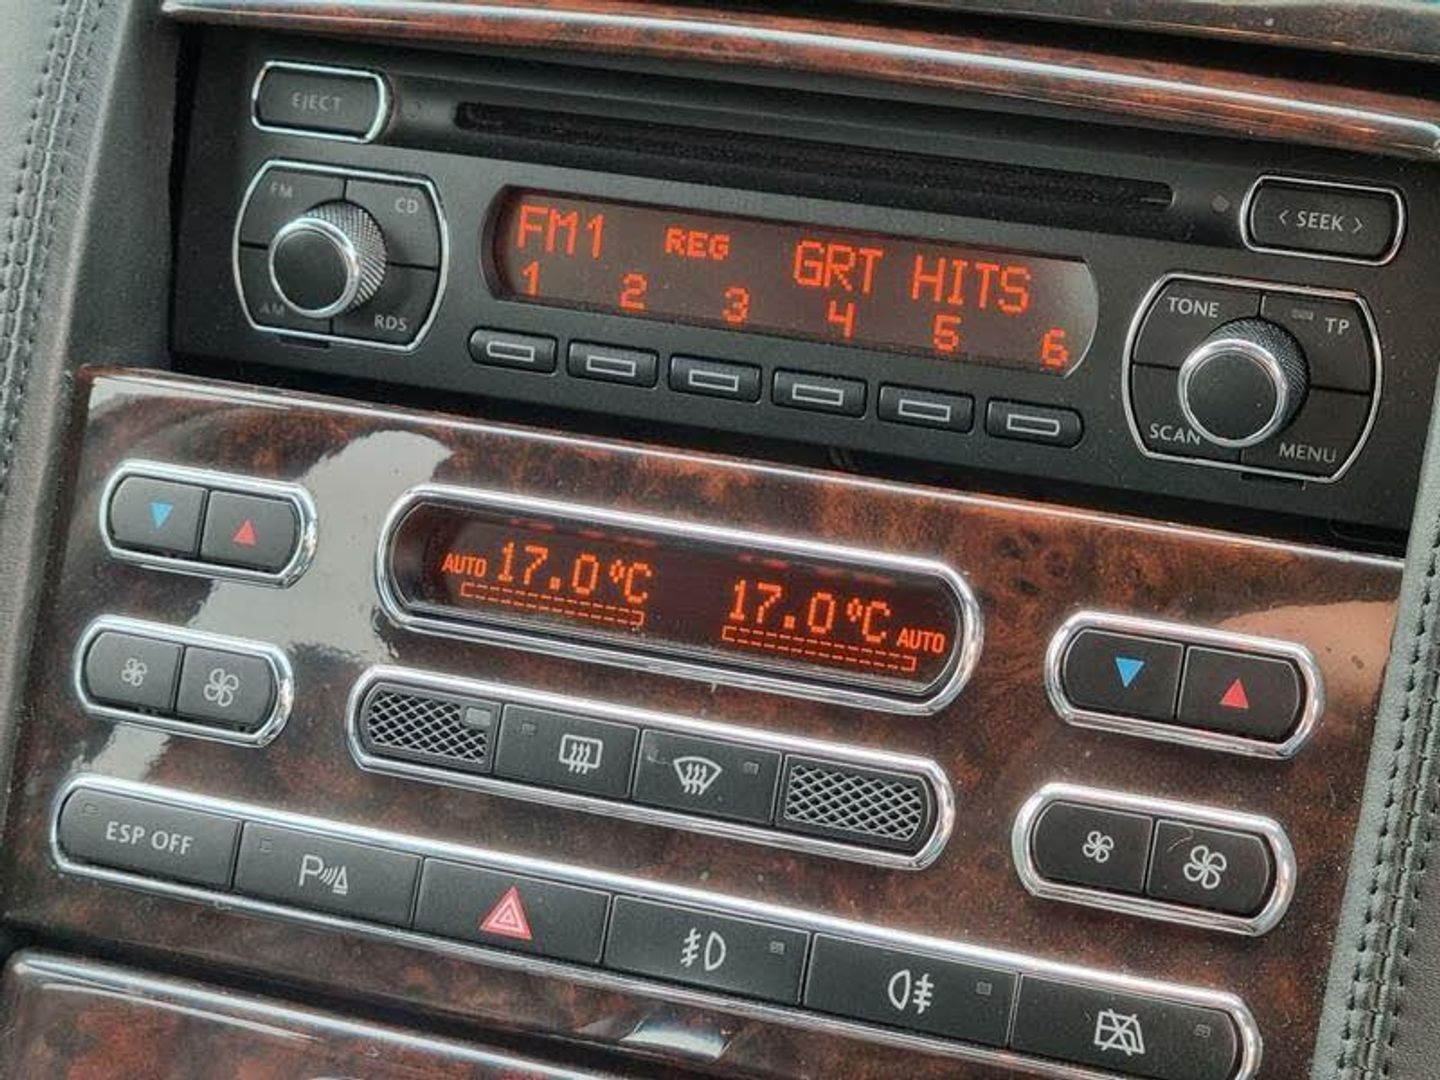 EJECT
FM
CD
AM
RDS
FM1 REG GRT HITS
1 2 3 4 5 6
< SEEK >
TONE
TP
SCAN
MENU
AUTO 17.0°C 17.0°C AUTO
ESP OFF
P